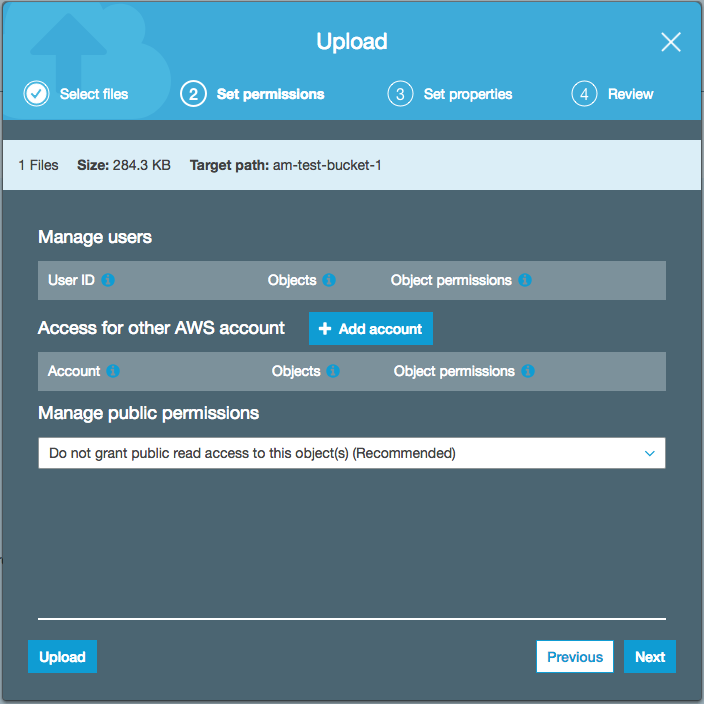 Upload
Select files 2 Set permissions 3 Set properties 4 Review
1 Files Size: 284.3 KB Target path: am-test-bucket-1
Manage users
User ID Objects Object permissions
Access for other AWS account + Add account
Account Objects Object permissions
Manage public permissions
Do not grant public read access to this object(s) (Recommended)
Upload Previous Next